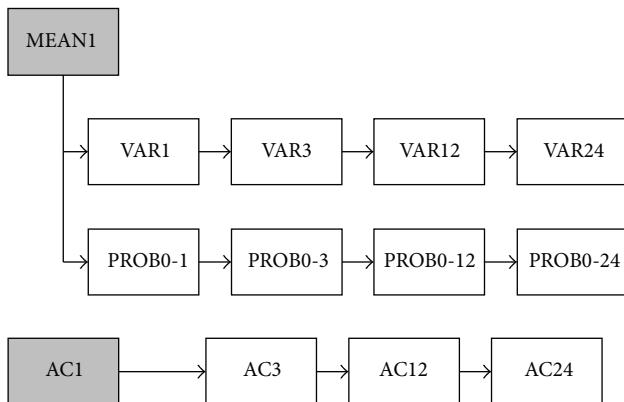 MEAN1
VAR1 VAR3 VAR12 VAR24
PROB0-1 PROB0-3 PROB0-12 PROB0-24
AC1 AC3 AC12 AC24